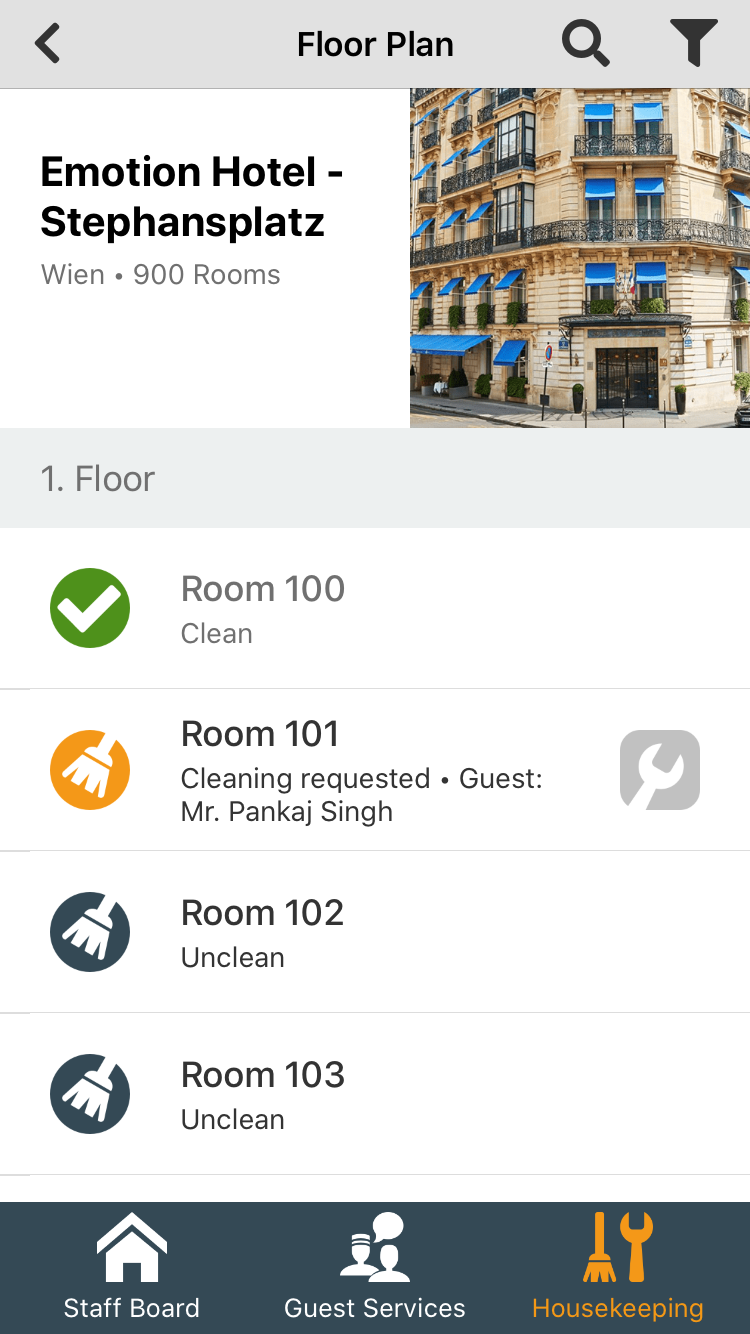 Floor Plan
Emotion Hotel -
Stephansplatz
Wien • 900 Rooms
1. Floor
Room 100
Clean
Room 101
Cleaning requested • Guest:
Mr. Pankaj Singh
Room 102
Unclean
Room 103
Unclean
Staff Board
Guest Services
Housekeeping